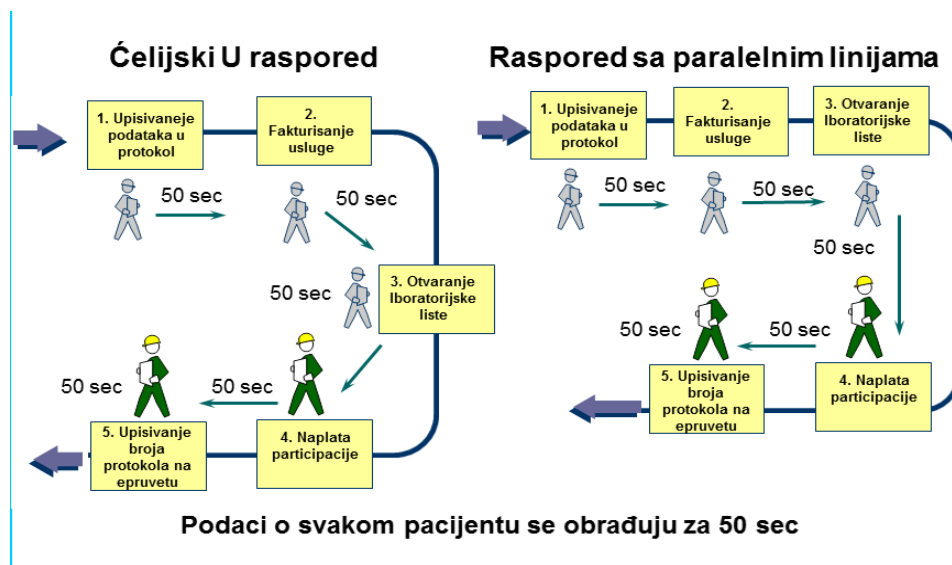 Ćelijski U raspored
1. Upisivaneje
podataka u
protokol
2.
Fakturisanje
usluge
50 sec
50 sec
50 sec
3. Otvaranje
lboratorijske
liste
50 sec
50 sec
5. Upisivanje
broja
protokola na
epruvetu
4. Naplata
participacije
Raspored sa paralelnim linijama
1. Upisivaneje
podataka u
protokol
2.
Fakturisanje
usluge
3. Otvaranje
lboratorijske
liste
50 sec
50 sec
50 sec
50 sec
50 sec
5. Upisivanje
broja
protokola na
epruvetu
4. Naplata
participacije
Podaci o svakom pacijentu se obrađuju za 50 sec